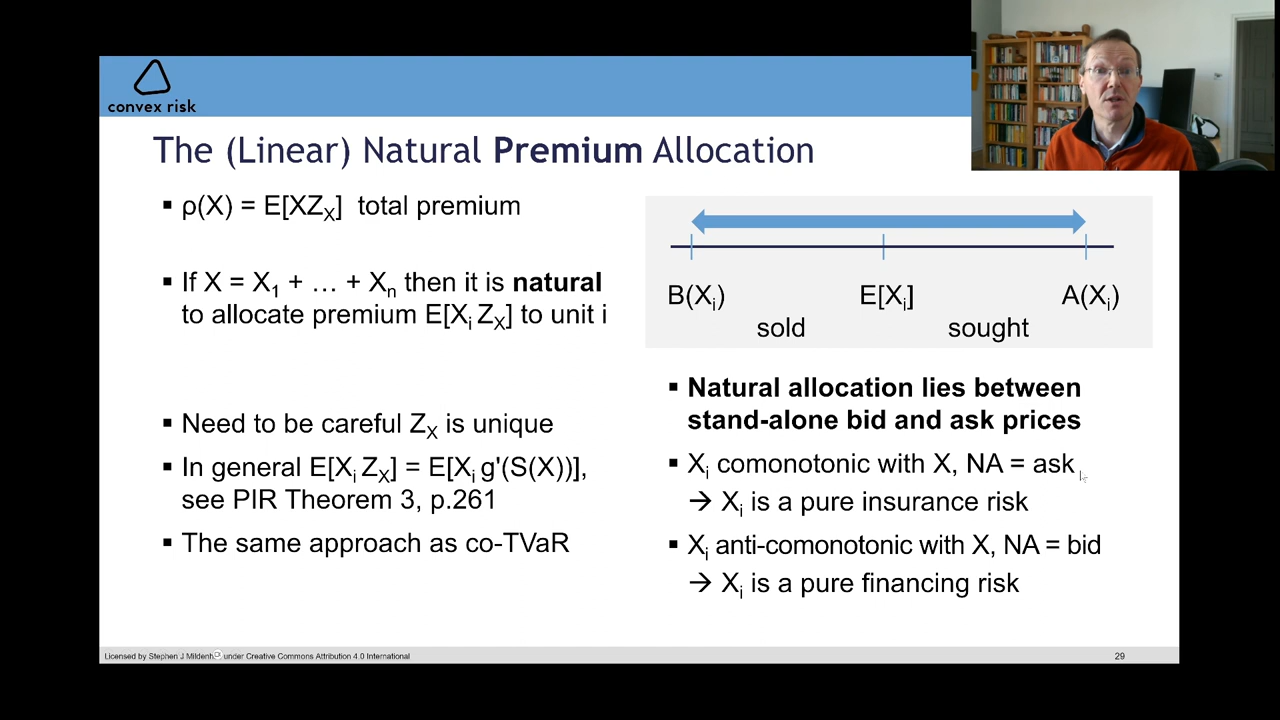 convex risk
The (Linear) Natural Premium Allocation
▪ ρ(X) = E[XZ_X] total premium
▪ If X = X_1 + … + X_n then it is natural
to allocate premium E[X_i Z_X] to unit i
▪ Need to be careful Z_X is unique
▪ In general E[X_i Z_X] = E[X_i g'(S(X))],
see PIR Theorem 3, p.261
▪ The same approach as co-TVaR
B(X_i) E[X_i] A(X_i)
sold sought
▪ Natural allocation lies between
stand-alone bid and ask prices
▪ X_i comonotonic with X, NA = ask
→ X_i is a pure insurance risk
▪ X_i anti-comonotonic with X, NA = bid
→ X_i is a pure financing risk
Licensed by Stephen J under Creative Commons Attribution 4.0 International
29